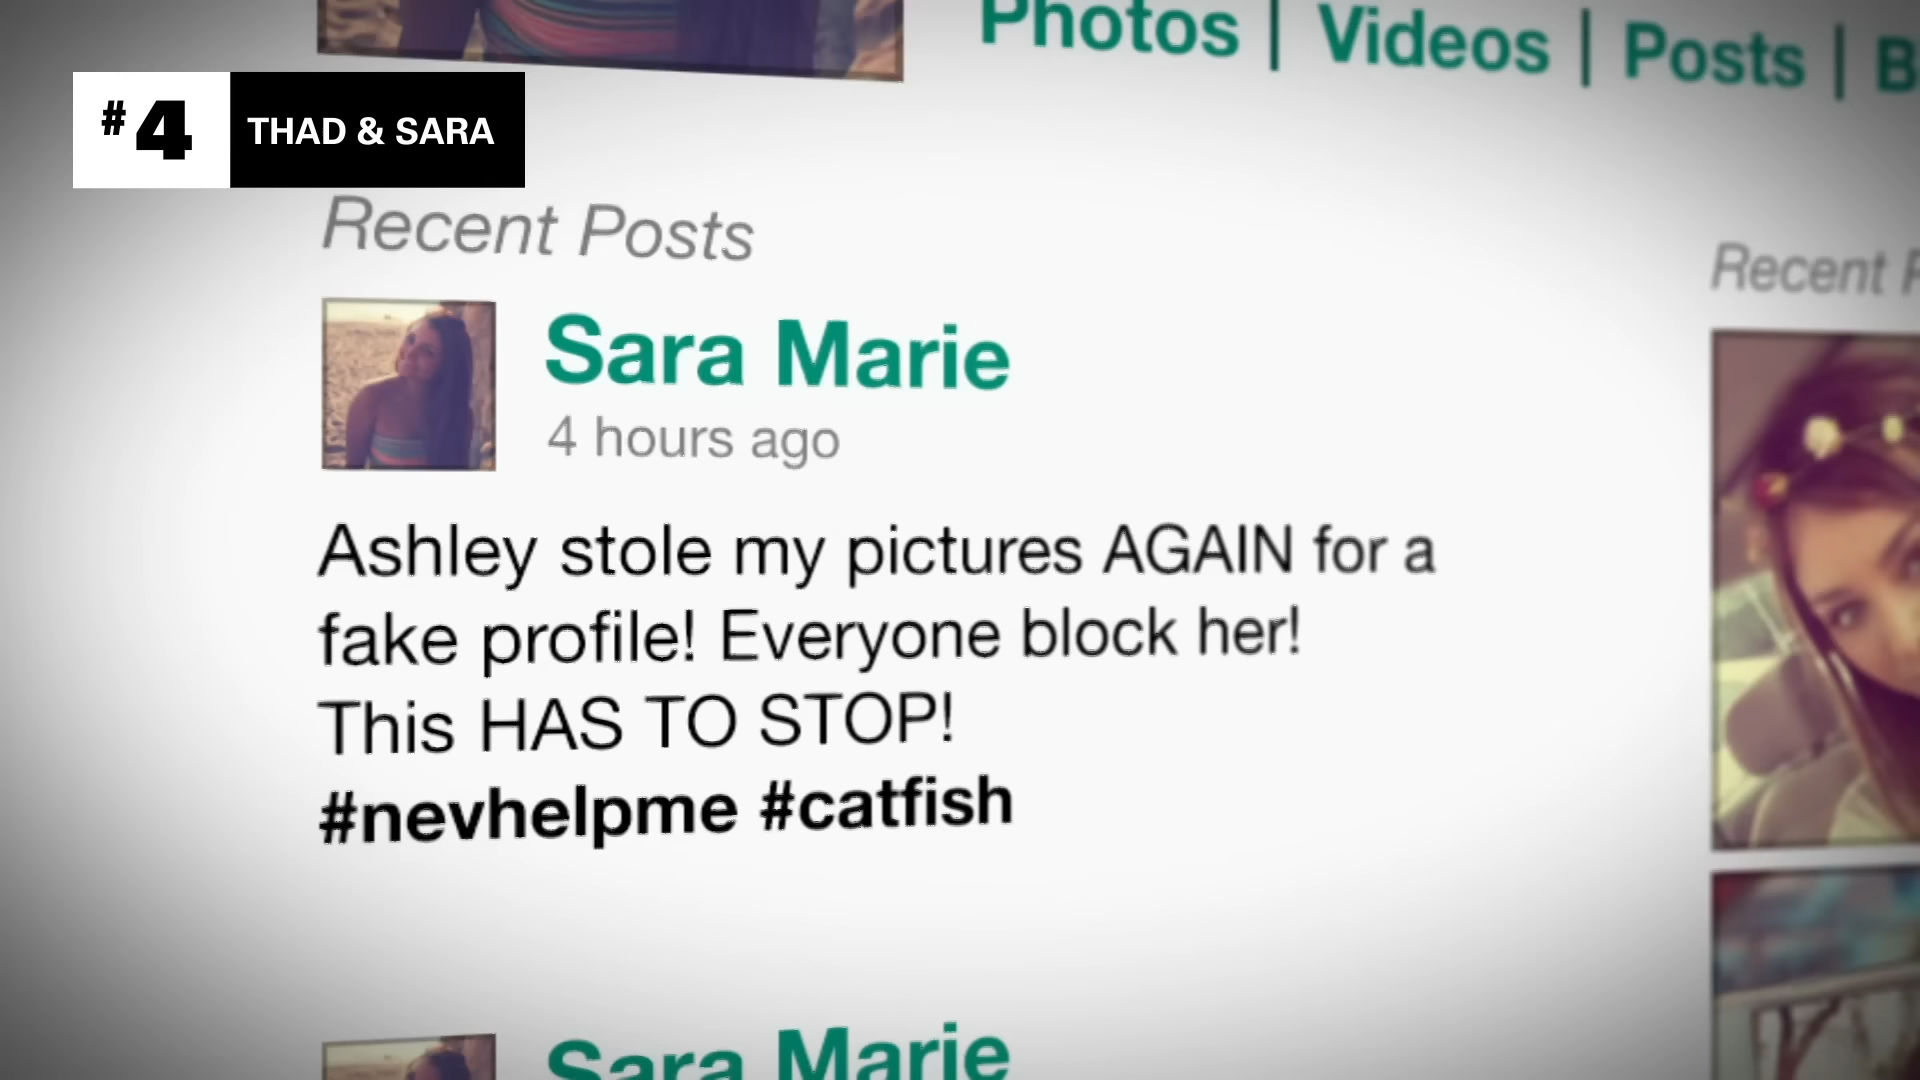 Photos | Videos | Posts |
#4 THAD & SARA
Recent Posts
Recent
Sara Marie
4 hours ago
Ashley stole my pictures AGAIN for a
fake profile! Everyone block her!
This HAS TO STOP!
#nevhelpme #catfish
Sara Marie